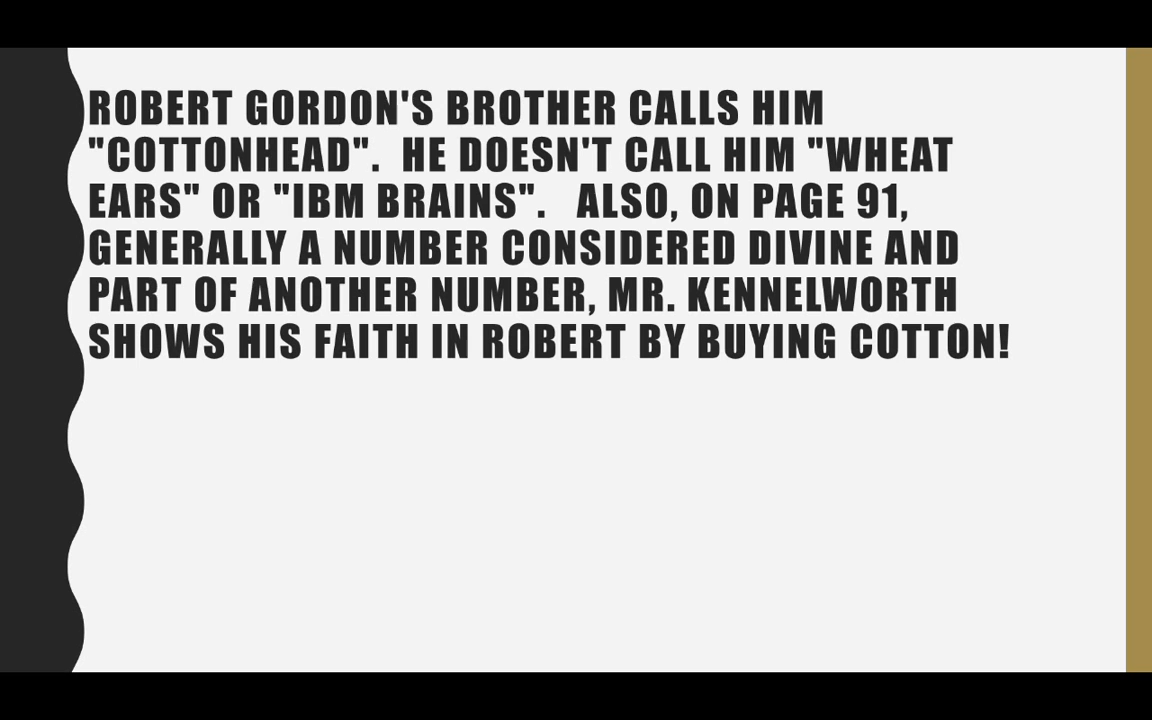 ROBERT GORDON'S BROTHER CALLS HIM
"COTTONHEAD".  HE DOESN'T CALL HIM "WHEAT
EARS" OR "IBM BRAINS".   ALSO, ON PAGE 91,
GENERALLY A NUMBER CONSIDERED DIVINE AND
PART OF ANOTHER NUMBER, MR. KENNELWORTH
SHOWS HIS FAITH IN ROBERT BY BUYING COTTON!